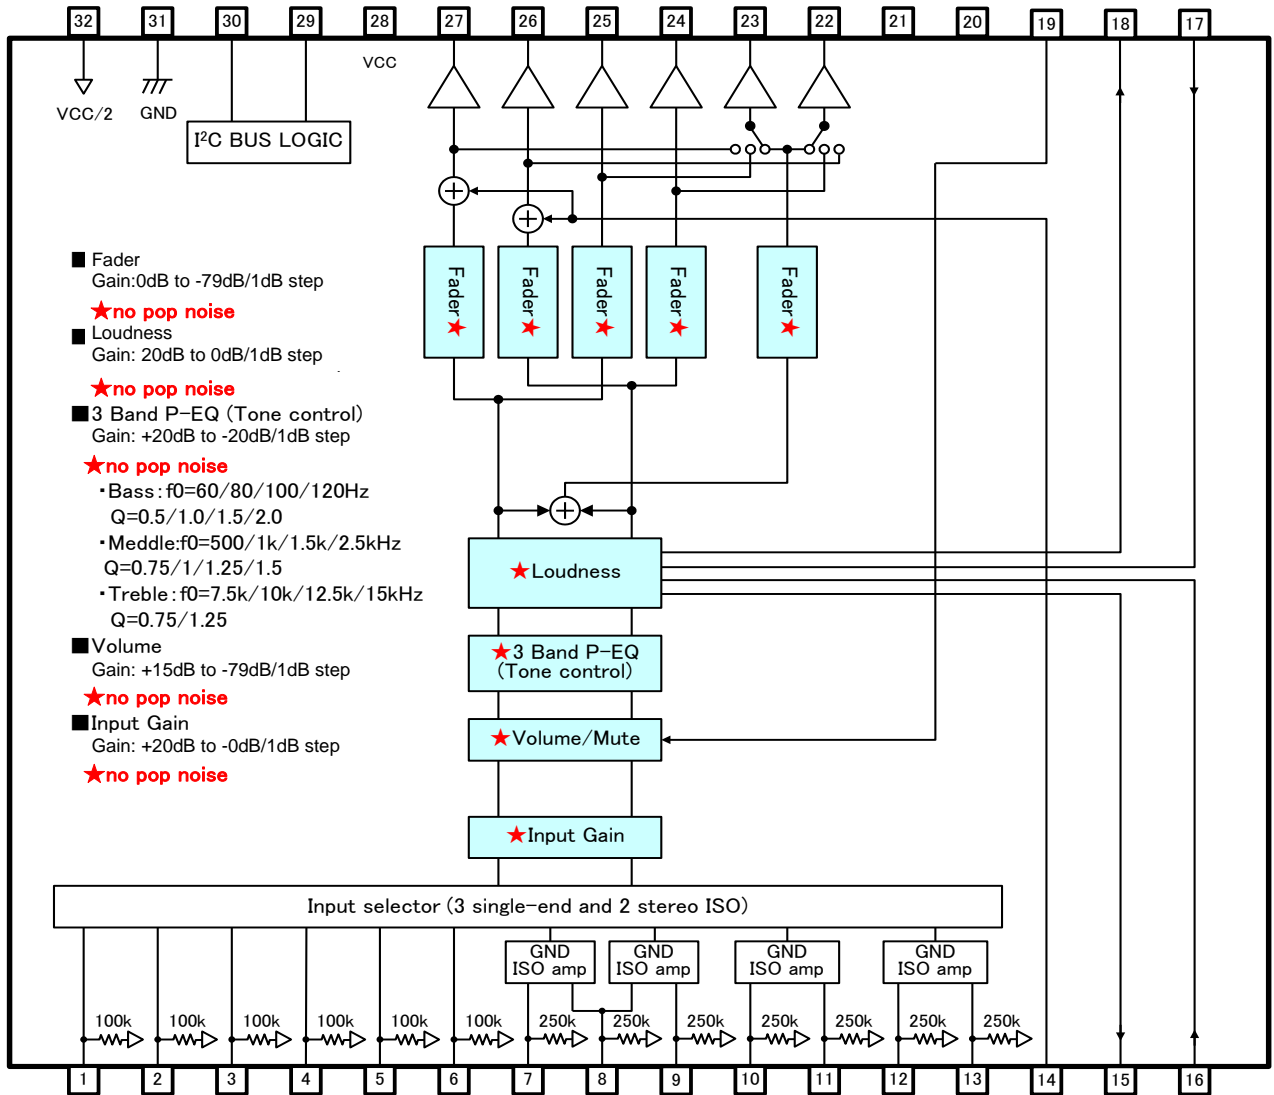 32 31 30 29 28 27 26 25 24 23 22 21 20 19 18 17
VCC
VCC/2
GND
I²C BUS LOGIC
■ Fader
Gain:0dB to -79dB/1dB step
★no pop noise
■ Loudness
Gain: 20dB to 0dB/1dB step
★no pop noise
■3 Band P-EQ (Tone control)
Gain: +20dB to -20dB/1dB step
★no pop noise
・Bass:f0=60/80/100/120Hz
Q=0.5/1.0/1.5/2.0
・Meddle:f0=500/1k/1.5k/2.5kHz
Q=0.75/1/1.25/1.5
・Treble:f0=7.5k/10k/12.5k/15kHz
Q=0.75/1.25
■Volume
Gain: +15dB to -79dB/1dB step
★no pop noise
■Input Gain
Gain: +20dB to -0dB/1dB step
★no pop noise
Fader★
Fader★
Fader★
Fader★
Fader★
★Loudness
★3 Band P-EQ
(Tone control)
★Volume/Mute
★Input Gain
Input selector (3 single-end and 2 stereo ISO)
GND
ISO amp
GND
ISO amp
GND
ISO amp
GND
ISO amp
100k 100k 100k 100k 100k 100k 250k 250k 250k 250k 250k 250k 250k
1 2 3 4 5 6 7 8 9 10 11 12 13 14 15 16